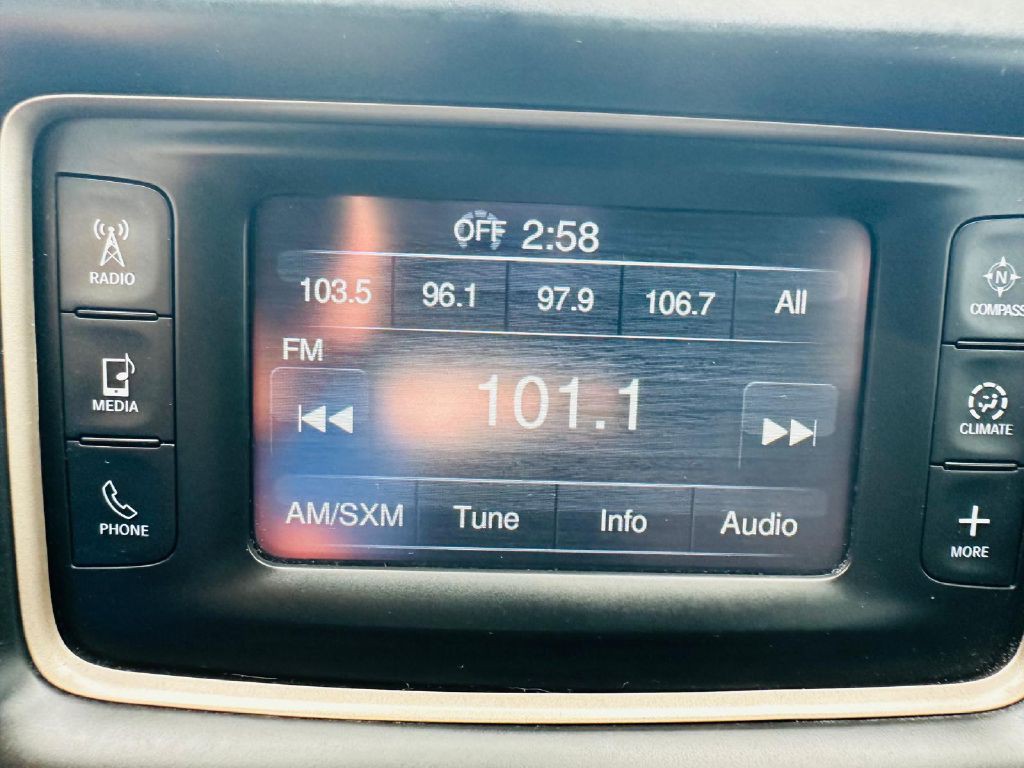 OFF 2:58
103.5 96.1 97.9 106.7 All
FM
101.1
AM/SXM Tune Info Audio
RADIO
MEDIA
PHONE
N
COMPASS
CLIMATE
MORE